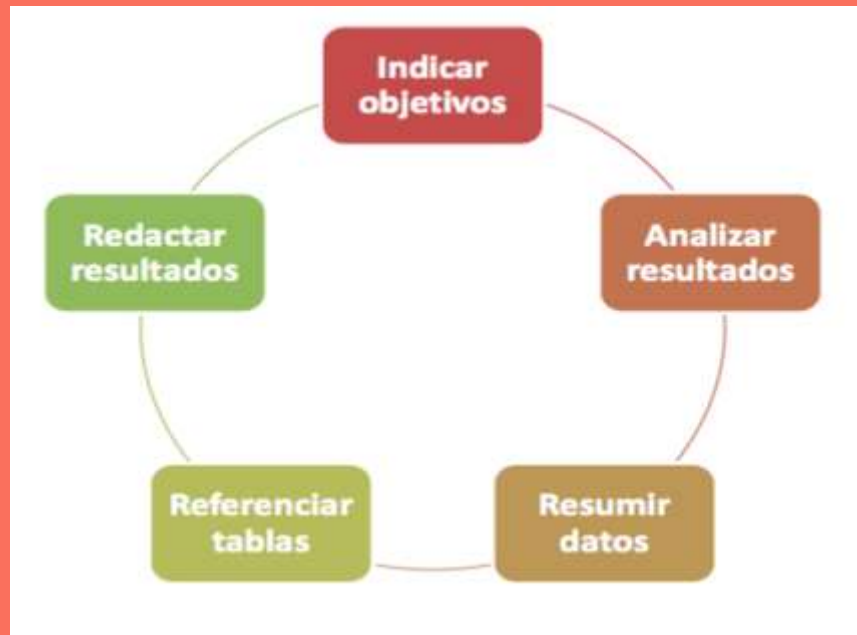 Indicar
objetivos
Analizar
resultados
Resumir
datos
Referenciar
tablas
Redactar
resultados